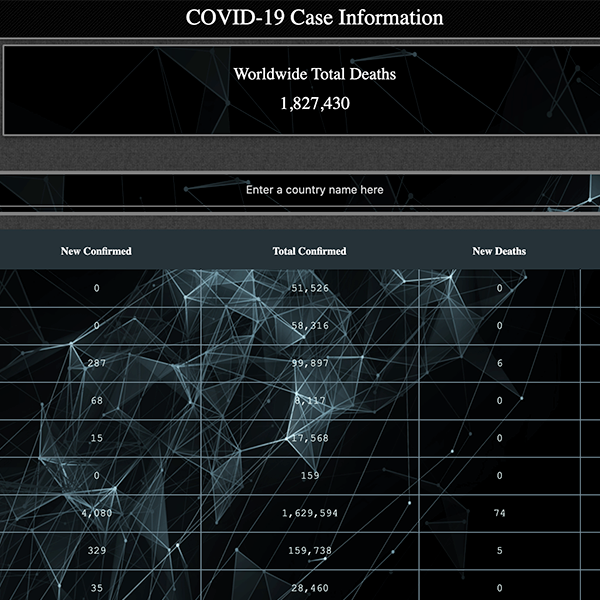 COVID-19 Case Information
Worldwide Total Deaths
1,827,430
Enter a country name here
New Confirmed Total Confirmed New Deaths
0 51,526 0
0 58,316 0
287 99,897 6
68 8,117 0
15 17,568 0
0 159 0
4,080 1,629,594 74
329 159,738 5
35 28,460 0